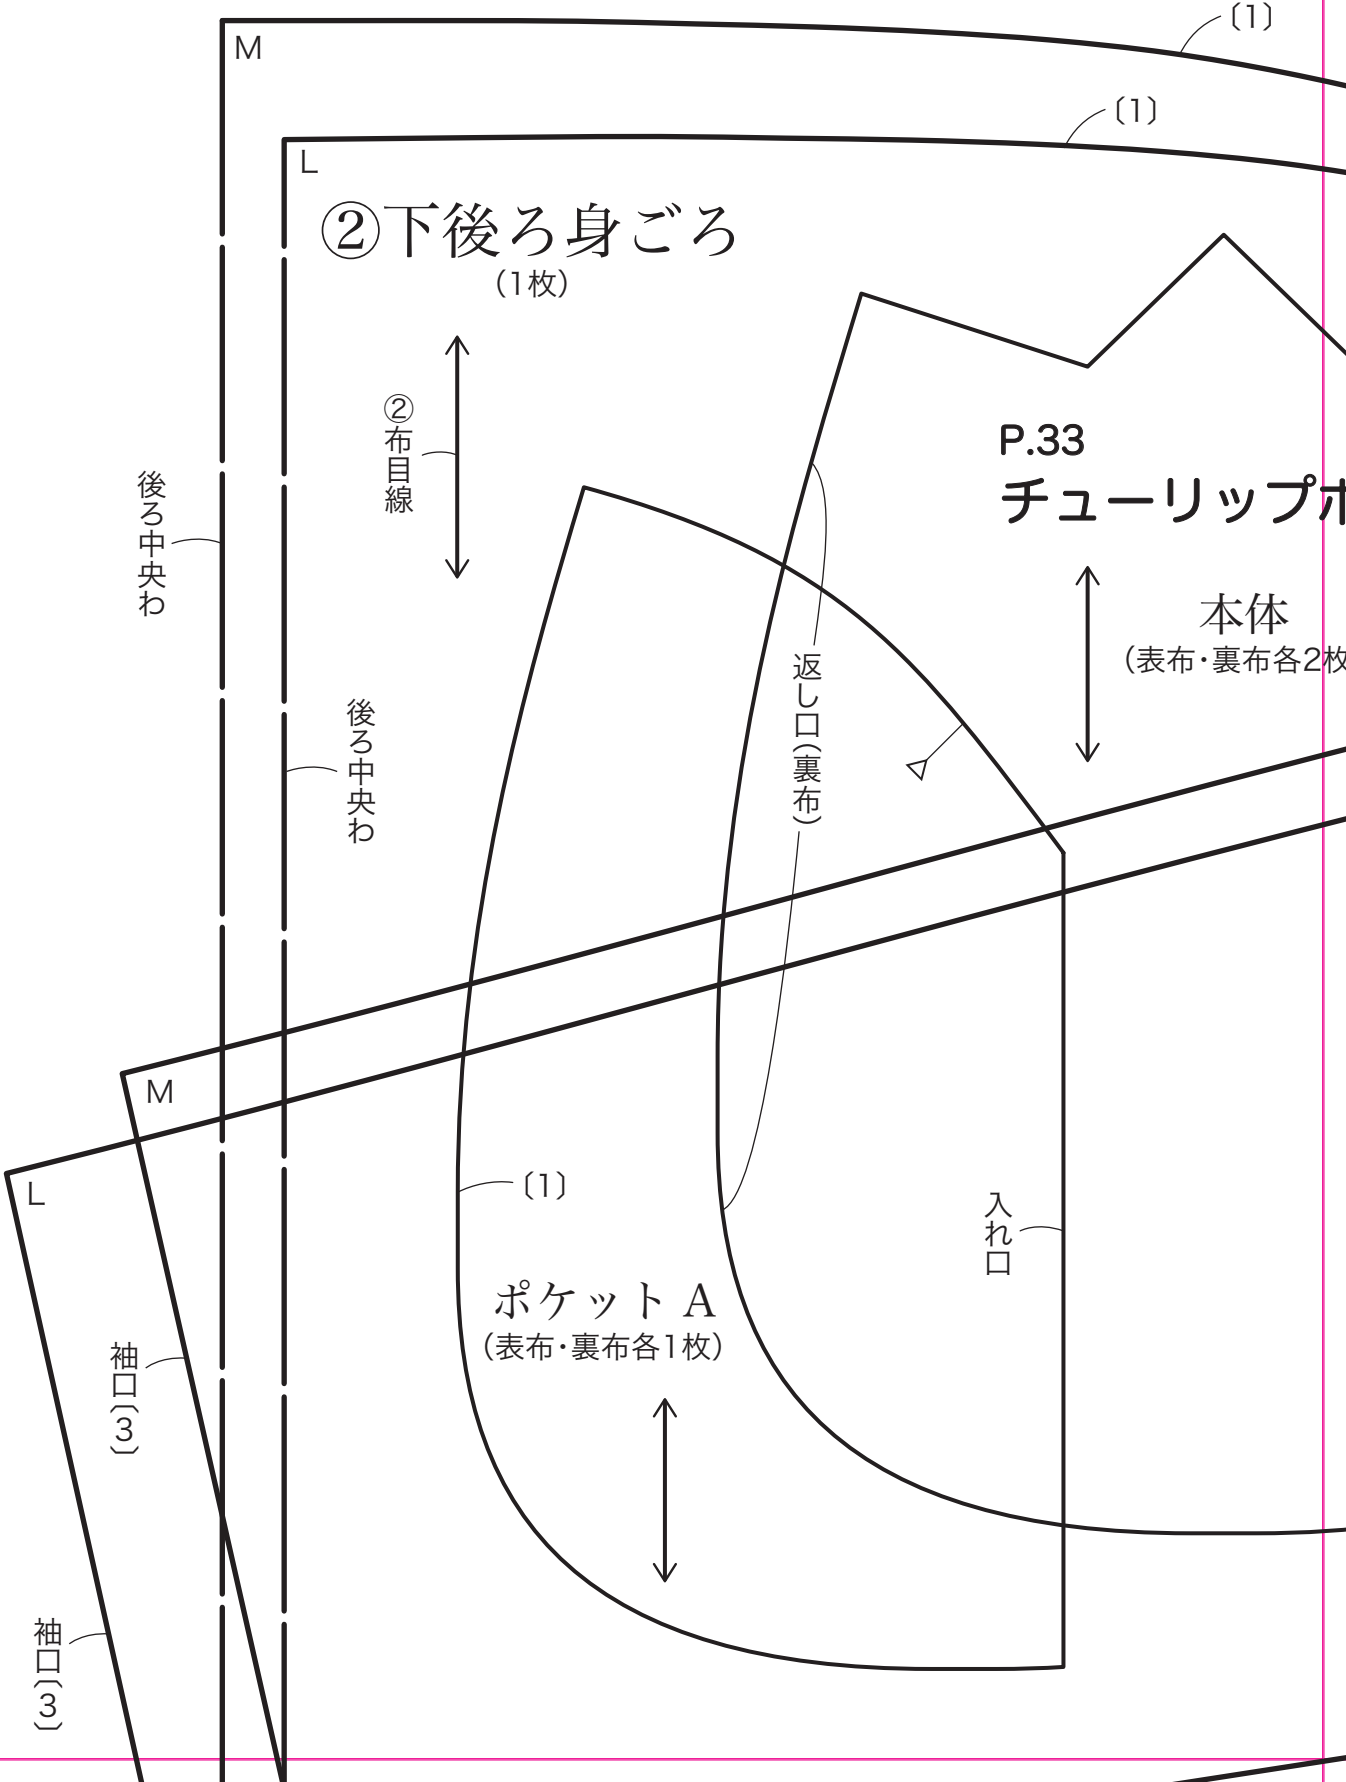 〔1〕
M
〔1〕
L
②下後ろ身ごろ
（1枚）
②布目線
P.33
チューリップポ
後ろ中央わ
本体
（表布・裏布各2枚
返し口（裏布）
後ろ中央わ
M
〔1〕
L
入れ口
ポケット A
（表布・裏布各1枚）
袖口〔3〕
袖口〔3〕